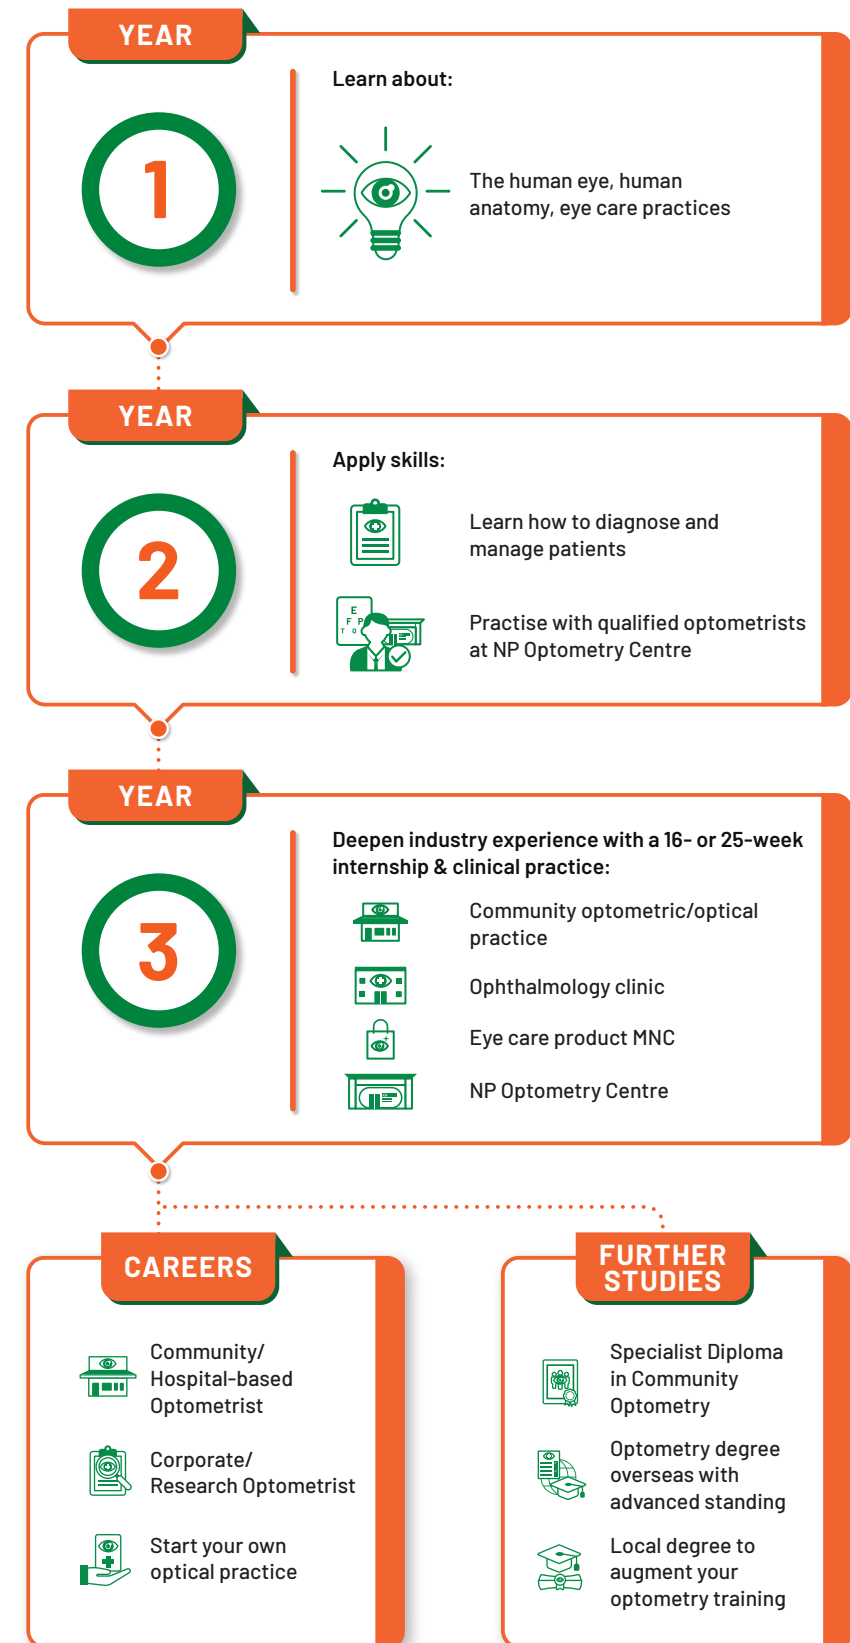 YEAR
1
Learn about:
The human eye, human
anatomy, eye care practices
YEAR
2
Apply skills:
Learn how to diagnose and
manage patients
E
F P
T O
Practise with qualified optometrists
at NP Optometry Centre
YEAR
3
Deepen industry experience with a 16- or 25-week
internship & clinical practice:
Community optometric/optical
practice
Ophthalmology clinic
Eye care product MNC
NP Optometry Centre
CAREERS
Community/
Hospital-based
Optometrist
Corporate/
Research Optometrist
Start your own
optical practice
FURTHER
STUDIES
Specialist Diploma
in Community
Optometry
Optometry degree
overseas with
advanced standing
Local degree to
augment your
optometry training